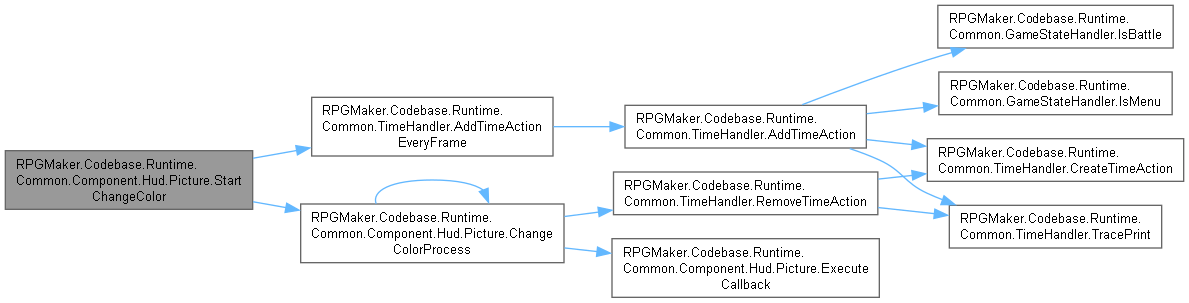 RPGMaker.Codebase.Runtime.
Common.Component.Hud.Picture.Start
ChangeColor
RPGMaker.Codebase.Runtime.
Common.TimeHandler.AddTimeAction
EveryFrame
RPGMaker.Codebase.Runtime.
Common.Component.Hud.Picture.Change
ColorProcess
RPGMaker.Codebase.Runtime.
Common.TimeHandler.AddTimeAction
RPGMaker.Codebase.Runtime.
Common.TimeHandler.RemoveTimeAction
RPGMaker.Codebase.Runtime.
Common.Component.Hud.Picture.Execute
Callback
RPGMaker.Codebase.Runtime.
Common.GameStateHandler.IsBattle
RPGMaker.Codebase.Runtime.
Common.GameStateHandler.IsMenu
RPGMaker.Codebase.Runtime.
Common.TimeHandler.CreateTimeAction
RPGMaker.Codebase.Runtime.
Common.TimeHandler.TracePrint